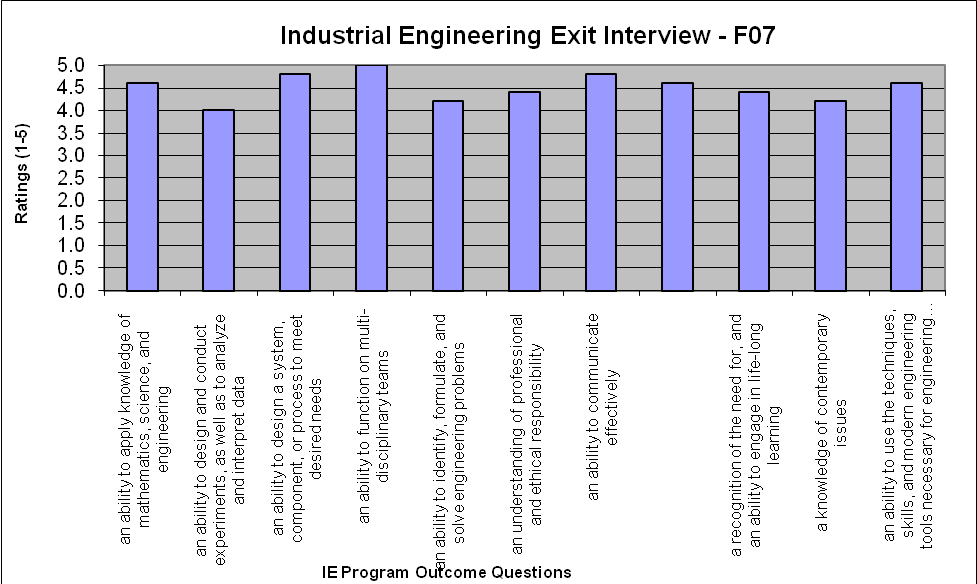 Industrial Engineering Exit Interview - F07
Ratings (1-5)
5.0
4.5
4.0
3.5
3.0
2.5
2.0
1.5
1.0
0.5
0.0
an ability to apply knowledge of
mathematics, science, and
engineering
an ability to design and conduct
experiments, as well as to analyze
and interpret data
an ability to design a system,
component, or process to meet
desired needs
an ability to function on multi-
disciplinary teams
an ability to identify, formulate, and
solve engineering problems
an understanding of professional
and ethical responsibility
an ability to communicate
effectively
a recognition of the need for, and
an ability to engage in life-long
learning
a knowledge of contemporary
issues
an ability to use the techniques,
skills, and modern engineering
tools necessary for engineering...
IE Program Outcome Questions